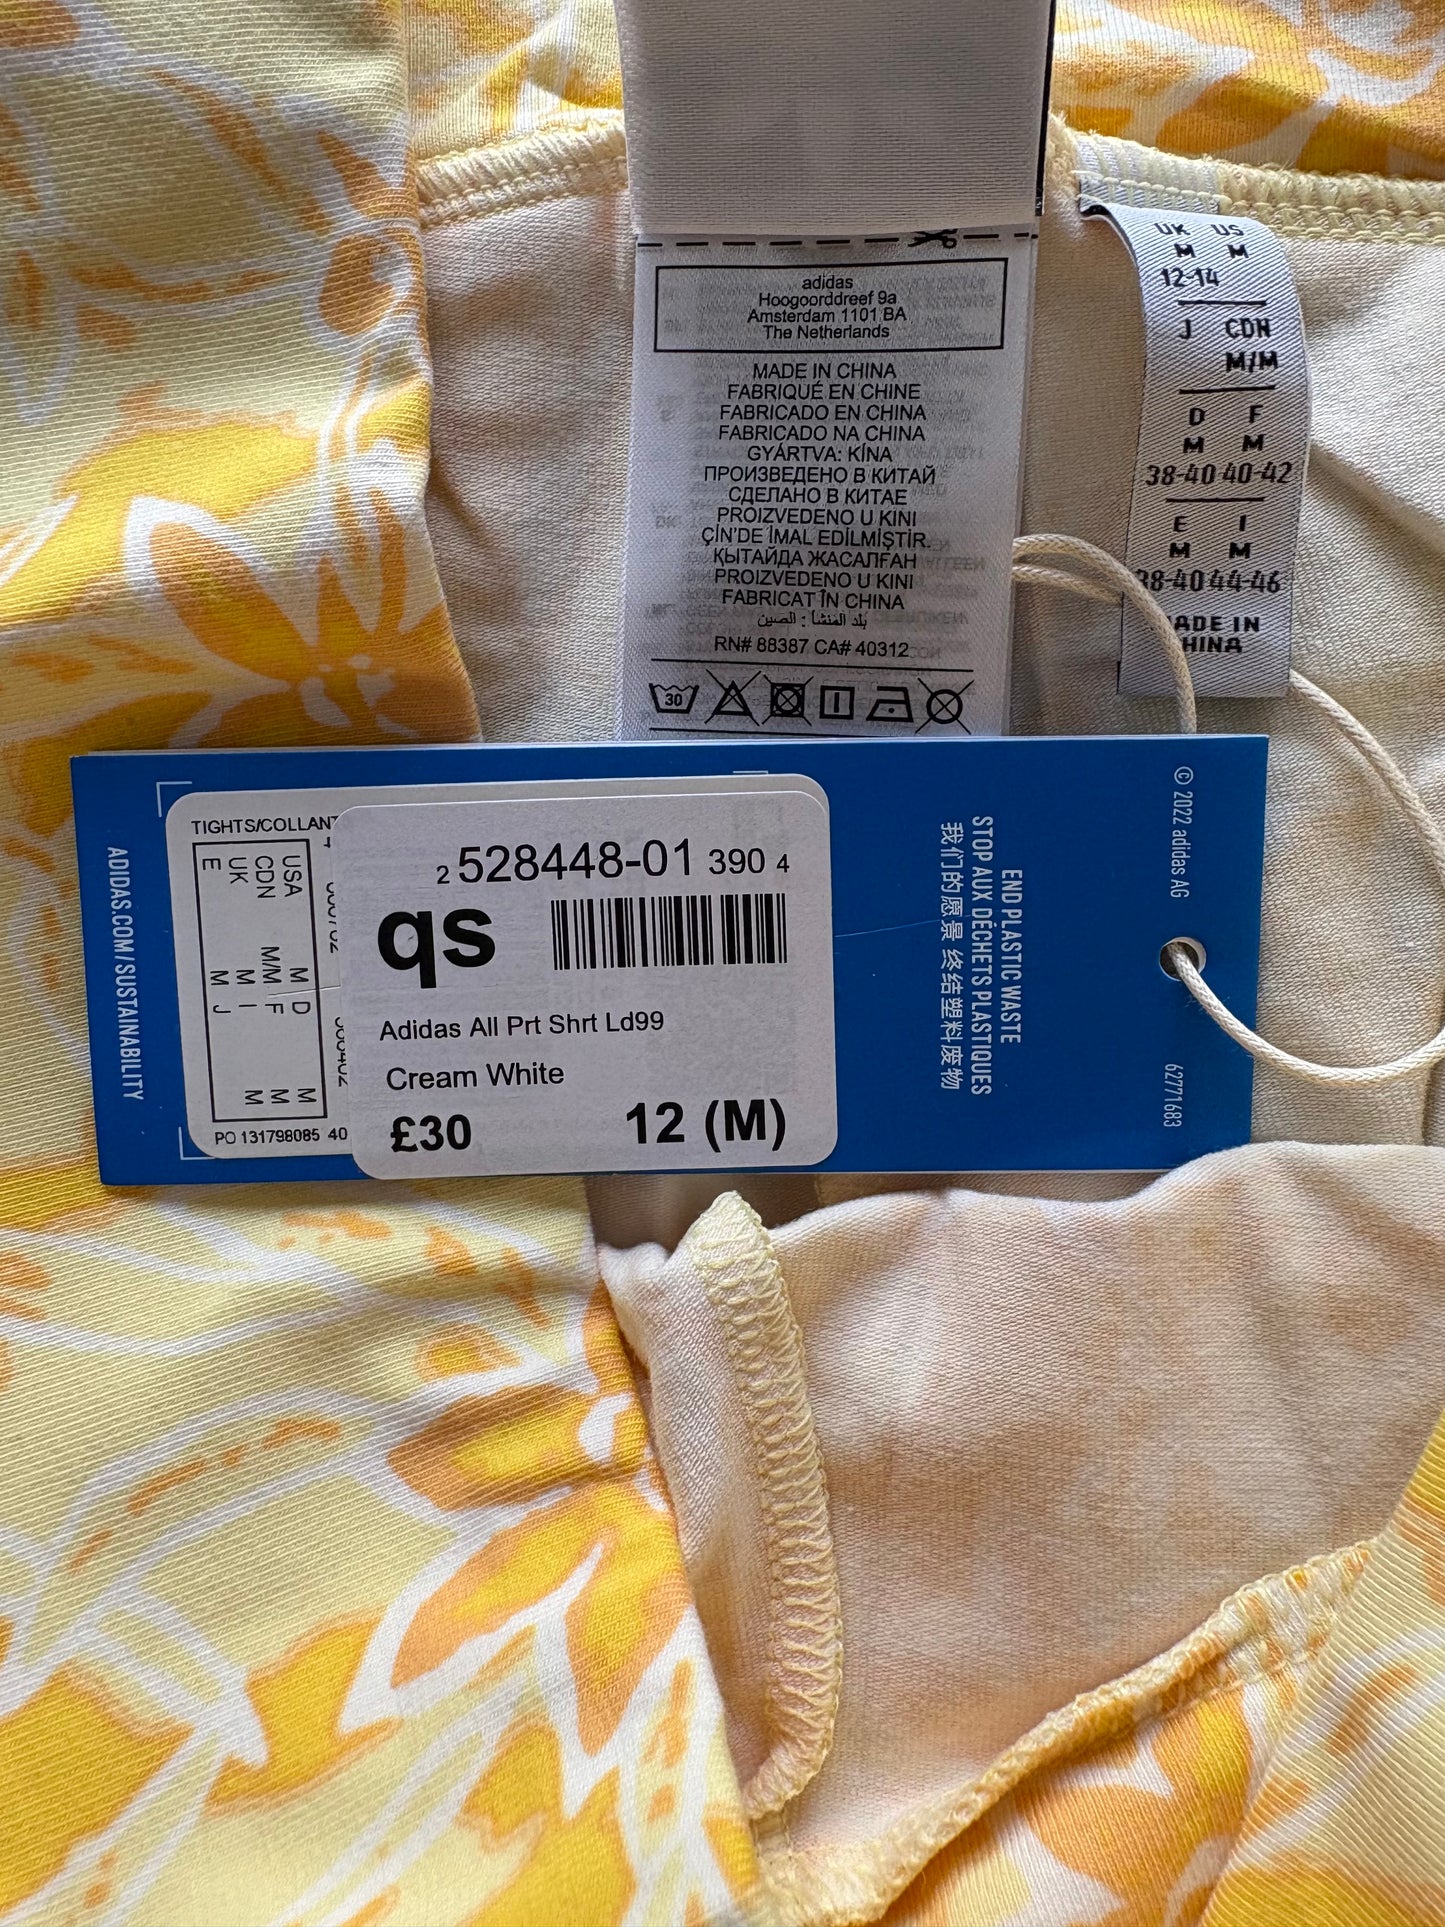 adidas
Hoogoorddreef 9a
Amsterdam 1101 BA
The Netherlands
MADE IN CHINA
FABRIQUÉ EN CHINE
FABRICADO EN CHINA
FABRICADO NA CHINA
GYÁRTVA: KÍNA
ПРОИЗВЕДЕНО В КИТАЙ
СДЕЛАНО В КИТАЕ
PROIZVEDENO U KINI
ÇİN'DE İMAL EDİLMİŞTİR.
ҚЫТАЙДА ЖАСАЛҒАН
PROIZVEDENO U KINI
FABRICAT ÎN CHINA
بلد المنشأ : الصين
RN# 88387 CA# 40312
30
UK US
M M
12-14
J CDN
M/M
D F
M M
38-40 40-42
E I
M M
38-40 44-46
ADE IN
HINA
ADIDAS.COM/SUSTAINABILITY
TIGHTS/COLLANT
USA M D M
CDN M/M F M
UK M I M
E M J
PO 131798085 40
2 528448-01 390 4
qs
Adidas All Prt Shrt Ld99
Cream White
£30 12 (M)
END PLASTIC WASTE
STOP AUX DÉCHETS PLASTIQUES
我们的愿景 终结塑料废物
© 2022 adidas AG
62771683